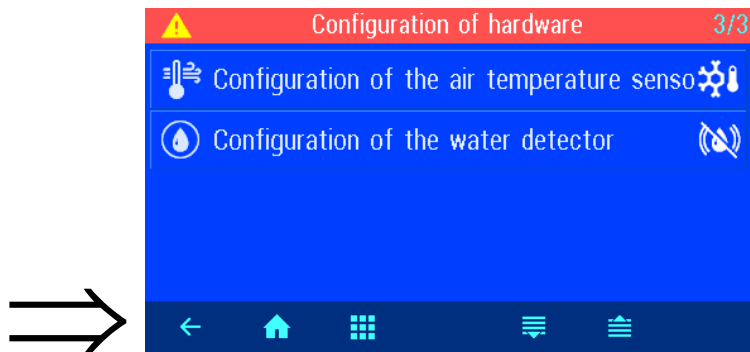 Configuration of hardware 3/3
Configuration of the air temperature senso
Configuration of the water detector